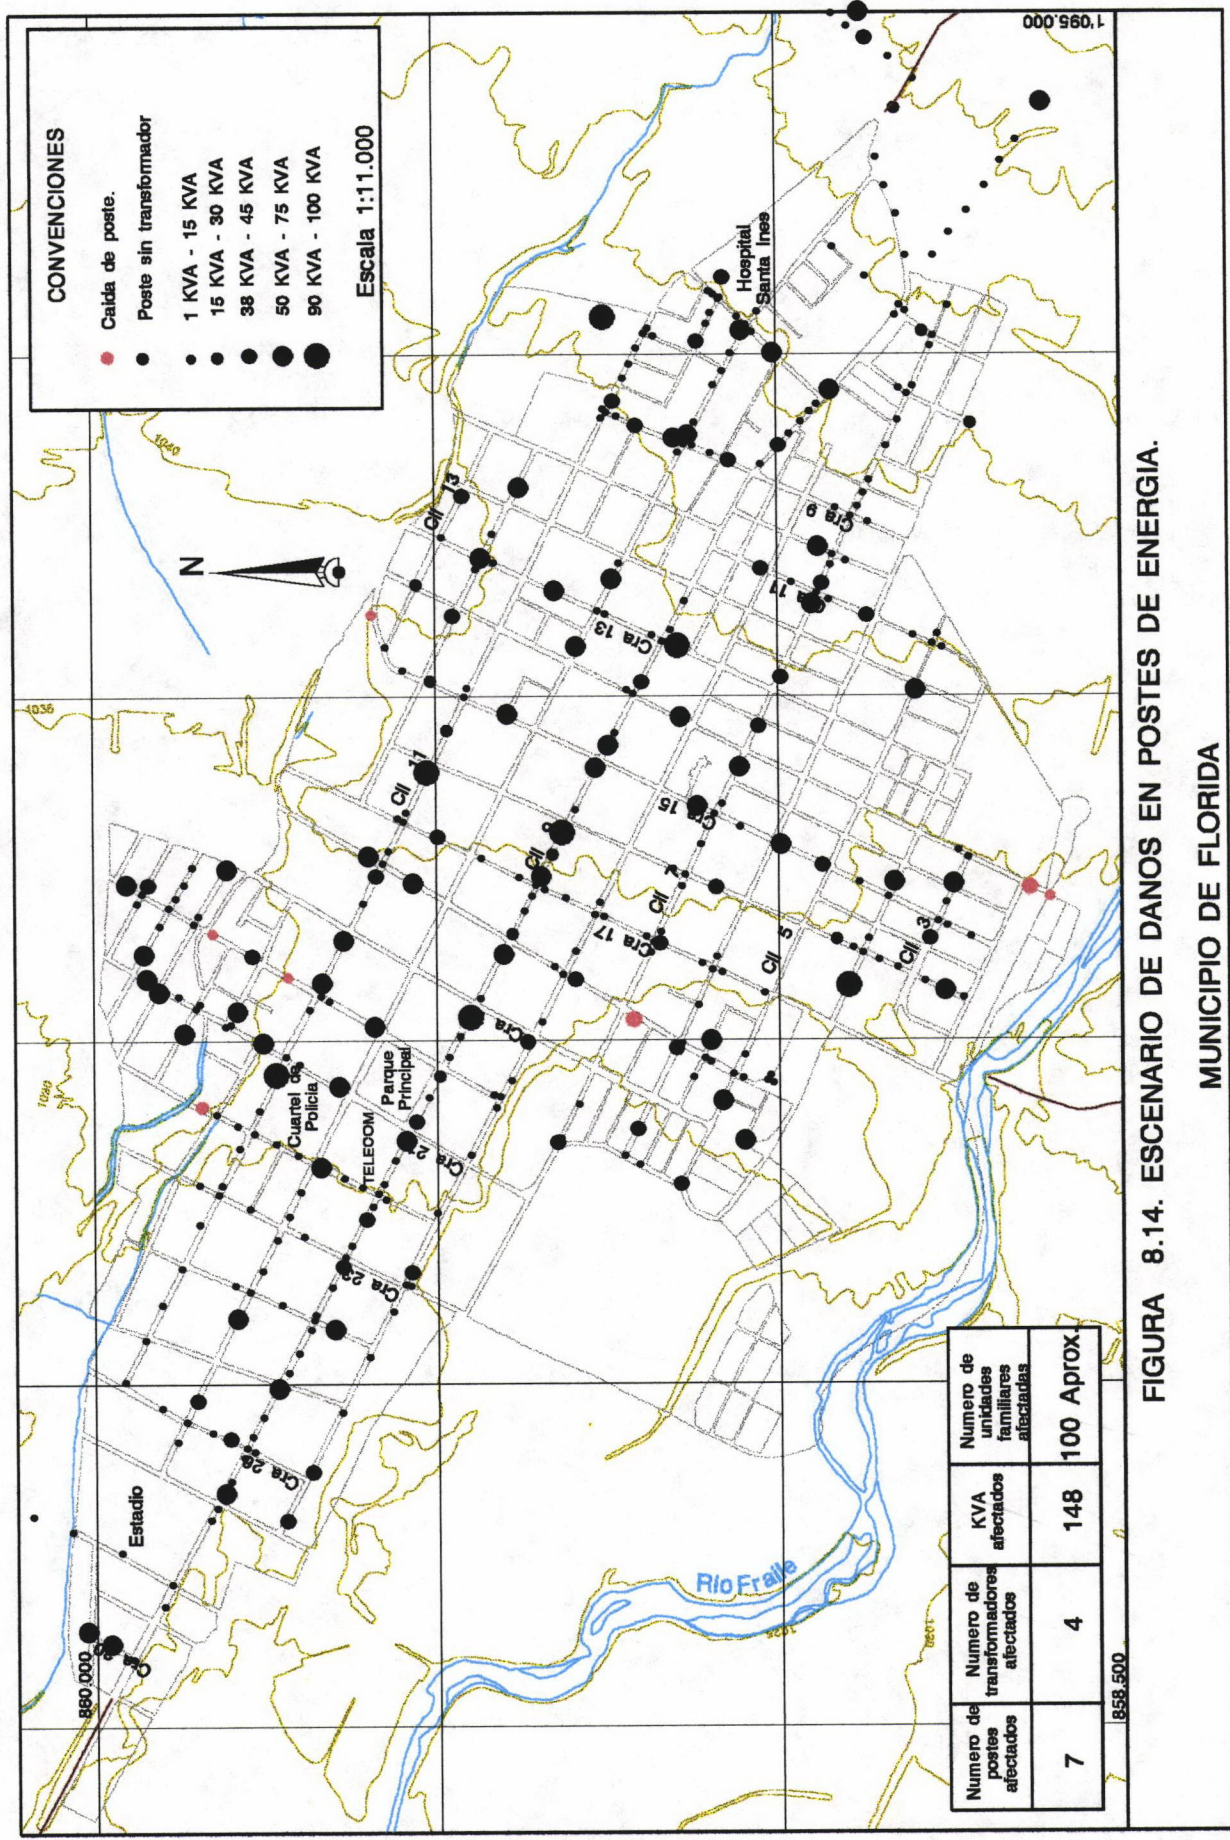 CONVENCIONES
Caida de poste.
Poste sin transformador
1 KVA - 15 KVA
15 KVA - 30 KVA
38 KVA - 45 KVA
50 KVA - 75 KVA
90 KVA - 100 KVA
Escala 1:11.000
N
1'095.000
860.000
858.500
1040
1035
1030
1025
1030
Estadio
Cra 26
Cra 23
Cra 21
TELECOM
Cuartel de
Policia
Parque
Principal
Cra
Cra 17
Cra 15
Cra 13
Cra 11
Cra 9
Cll 13
Cll 11
Cll 9
Cll 7
Cll 5
Cll 3
Hospital
Santa Ines
Río Fraile
Numero de
postes
afectados
Numero de
transformadores
afectados
KVA
afectados
Numero de
unidades
familiares
afectadas
7
4
148
100 Aprox.
FIGURA 8.14. ESCENARIO DE DANOS EN POSTES DE ENERGIA.
MUNICIPIO DE FLORIDA